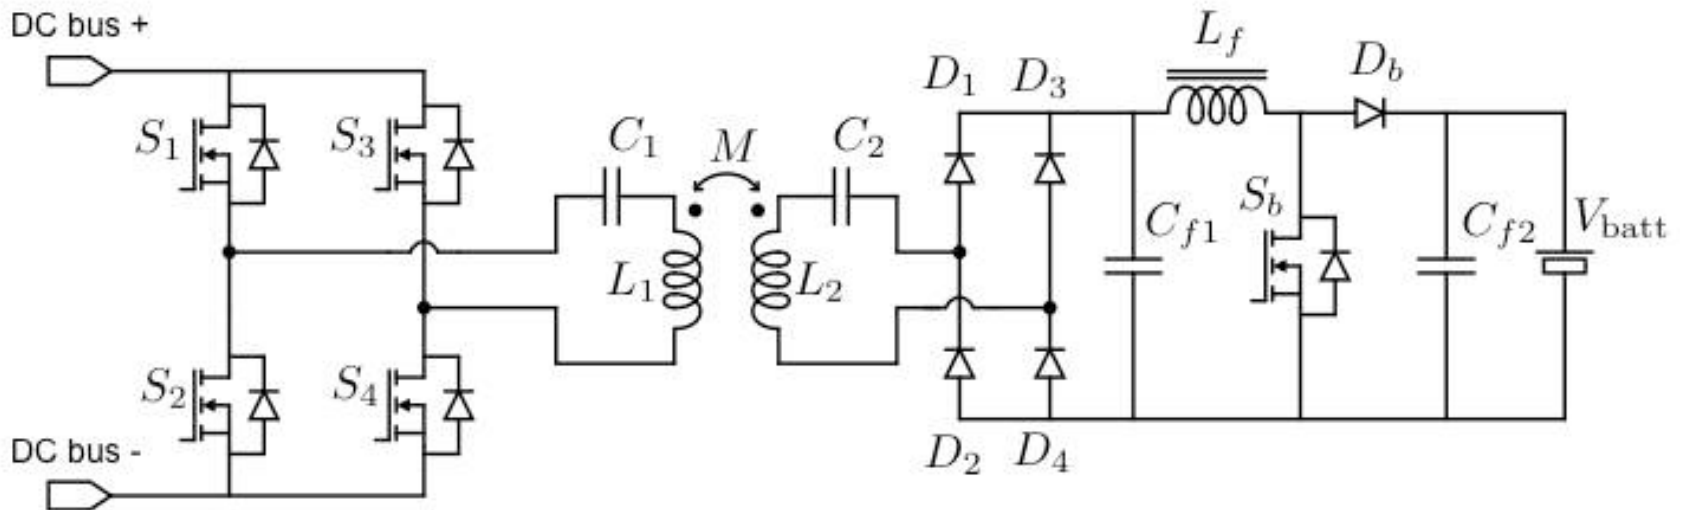 DC bus +
S1
S3
C1
M
C2
L1
L2
D1
D3
Lf
Db
Cf1
Sb
Cf2
Vbatt
S2
S4
D2
D4
DC bus -